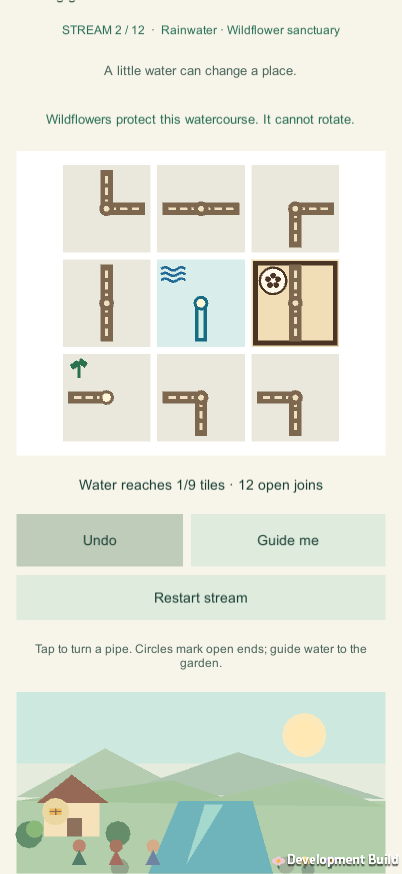 STREAM 2 / 12 · Rainwater · Wildflower sanctuary
A little water can change a place.
Wildflowers protect this watercourse. It cannot rotate.
Water reaches 1/9 tiles · 12 open joins
Undo
Guide me
Restart stream
Tap to turn a pipe. Circles mark open ends; guide water to the
garden.
Development Build